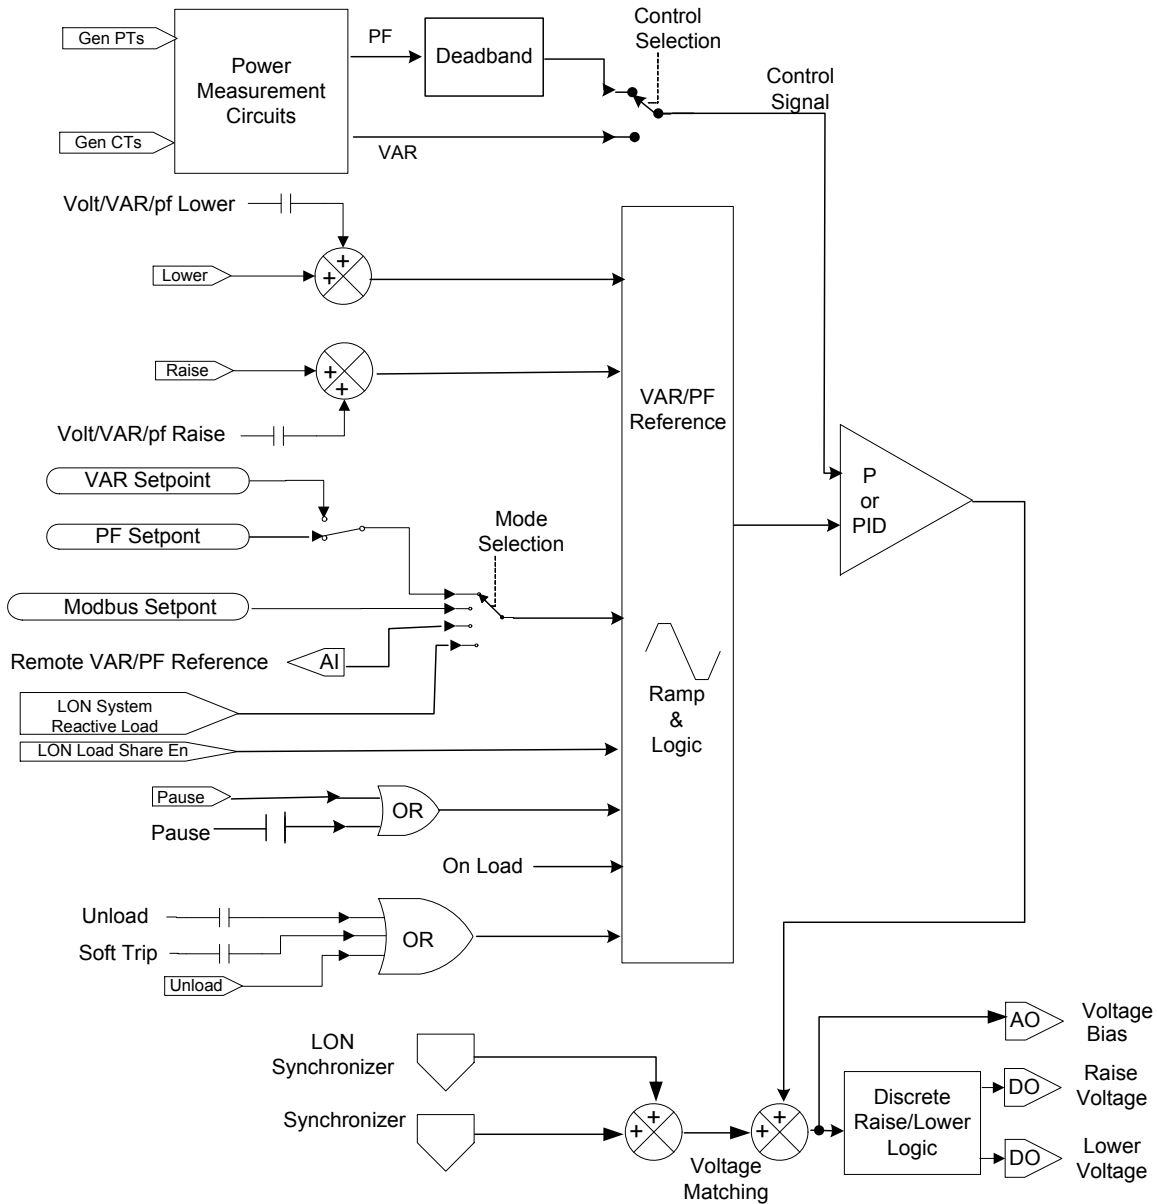 Control
Selection
Gen PTs
PF
Deadband
Power
Measurement
Circuits
Control
Signal
Gen CTs
VAR
Volt/VAR/pf Lower
+
+
Lower
Raise
+
+
VAR/PF
Reference
Volt/VAR/pf Raise
VAR Setpoint
P
or
PID
PF Setpont
Mode
Selection
Modbus Setpont
Remote VAR/PF Reference
AI
LON System
Reactive Load
Ramp
&
Logic
LON Load Share En
Pause
OR
Pause
On Load
Unload
OR
Soft Trip
Unload
LON
Synchronizer
AO
Voltage
Bias
Raise
Voltage
DO
Synchronizer
+
+
+
+
Discrete
Raise/Lower
Logic
DO
Lower
Voltage
Voltage
Matching